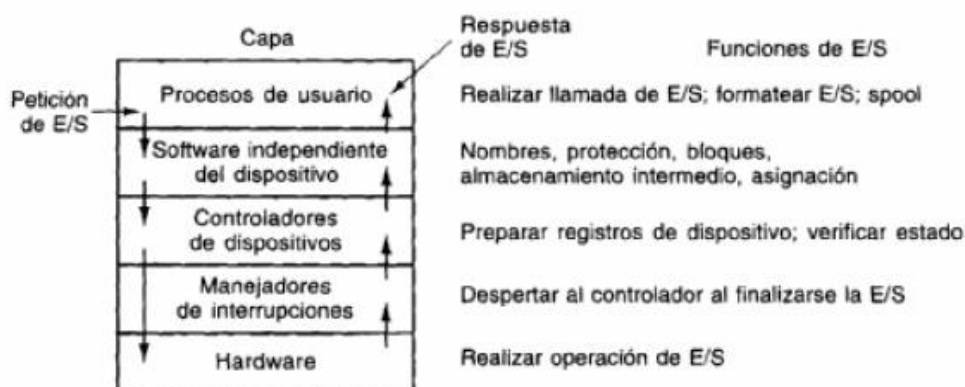 Capa
Respuesta
de E/S
Funciones de E/S
Petición
de E/S
Procesos de usuario
Realizar llamada de E/S; formatear E/S; spool
Software independiente
del dispositivo
Nombres, protección, bloques,
almacenamiento intermedio, asignación
Controladores
de dispositivos
Preparar registros de dispositivo; verificar estado
Manejadores
de interrupciones
Despertar al controlador al finalizarse la E/S
Hardware
Realizar operación de E/S